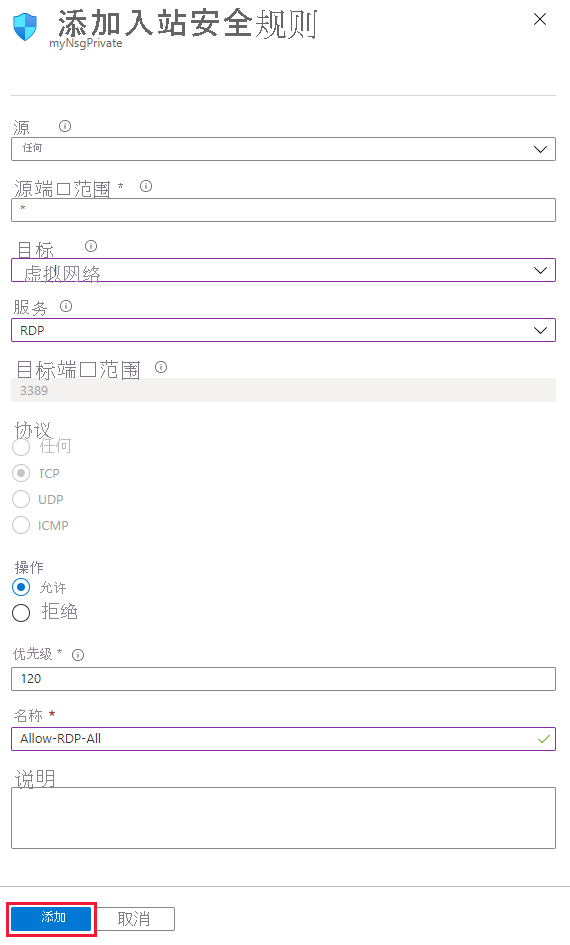 添加入站安全规则
myNsgPrivate
源
任何
源端口范围 *
*
目标
虚拟网络
服务
RDP
目标端口范围
3389
协议
任何
TCP
UDP
ICMP
操作
允许
拒绝
优先级 *
120
名称 *
Allow-RDP-All
说明
添加 取消